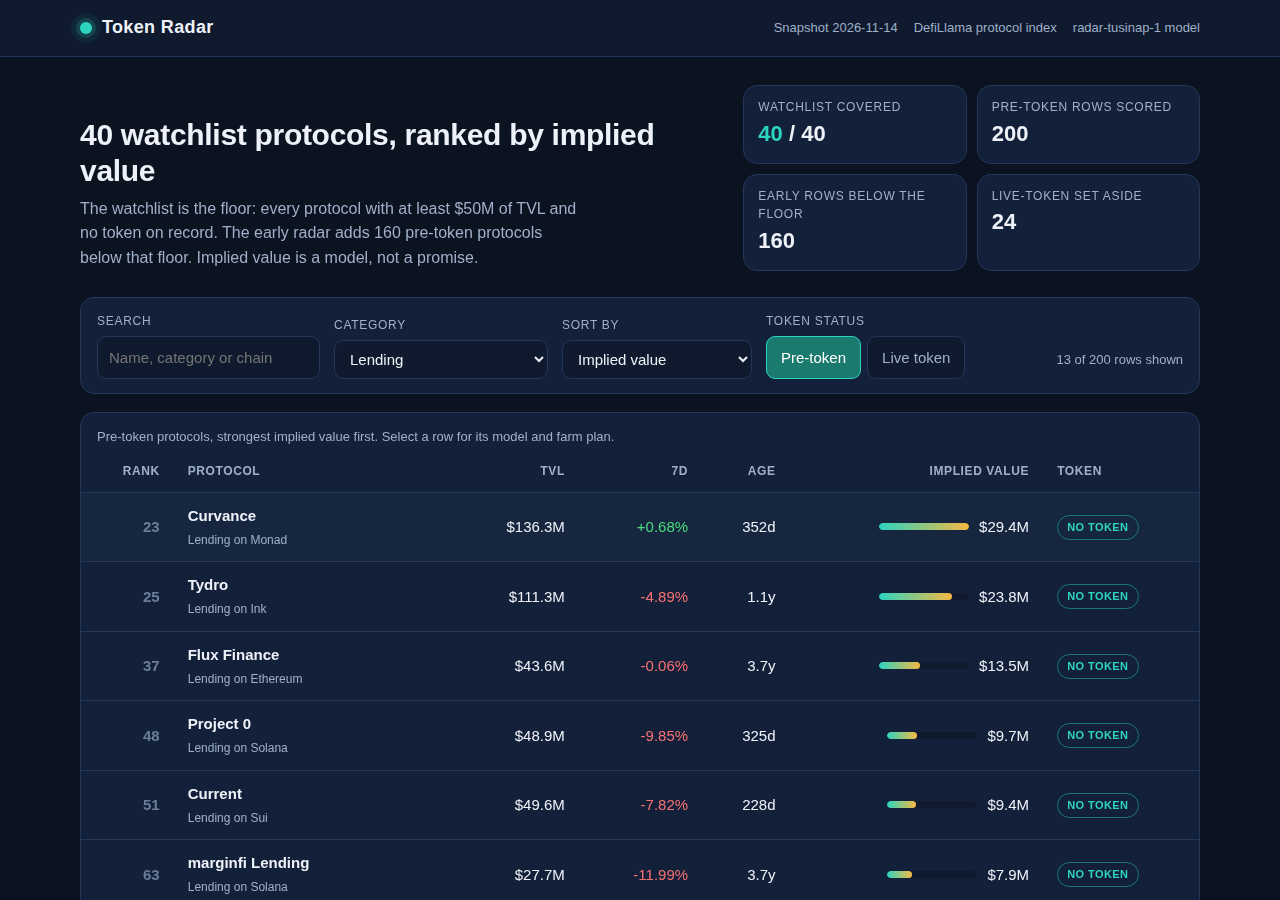 Token Radar
Snapshot 2026-11-14 DefiLlama protocol index radar-tusinap-1 model
40 watchlist protocols, ranked by implied
value
The watchlist is the floor: every protocol with at least $50M of TVL and
no token on record. The early radar adds 160 pre-token protocols
below that floor. Implied value is a model, not a promise.
WATCHLIST COVERED
40 / 40
PRE-TOKEN ROWS SCORED
200
EARLY ROWS BELOW THE
FLOOR
160
LIVE-TOKEN SET ASIDE
24
SEARCH
Name, category or chain
CATEGORY
Lending
SORT BY
Implied value
TOKEN STATUS
Pre-token Live token
13 of 200 rows shown
Pre-token protocols, strongest implied value first. Select a row for its model and farm plan.
RANK PROTOCOL TVL 7D AGE IMPLIED VALUE TOKEN
23 Curvance $136.3M +0.68% 352d $29.4M NO TOKEN
Lending on Monad
25 Tydro $111.3M -4.89% 1.1y $23.8M NO TOKEN
Lending on Ink
37 Flux Finance $43.6M -0.06% 3.7y $13.5M NO TOKEN
Lending on Ethereum
48 Project 0 $48.9M -9.85% 325d $9.7M NO TOKEN
Lending on Solana
51 Current $49.6M -7.82% 228d $9.4M NO TOKEN
Lending on Sui
63 marginfi Lending $27.7M -11.99% 3.7y $7.9M NO TOKEN
Lending on Solana